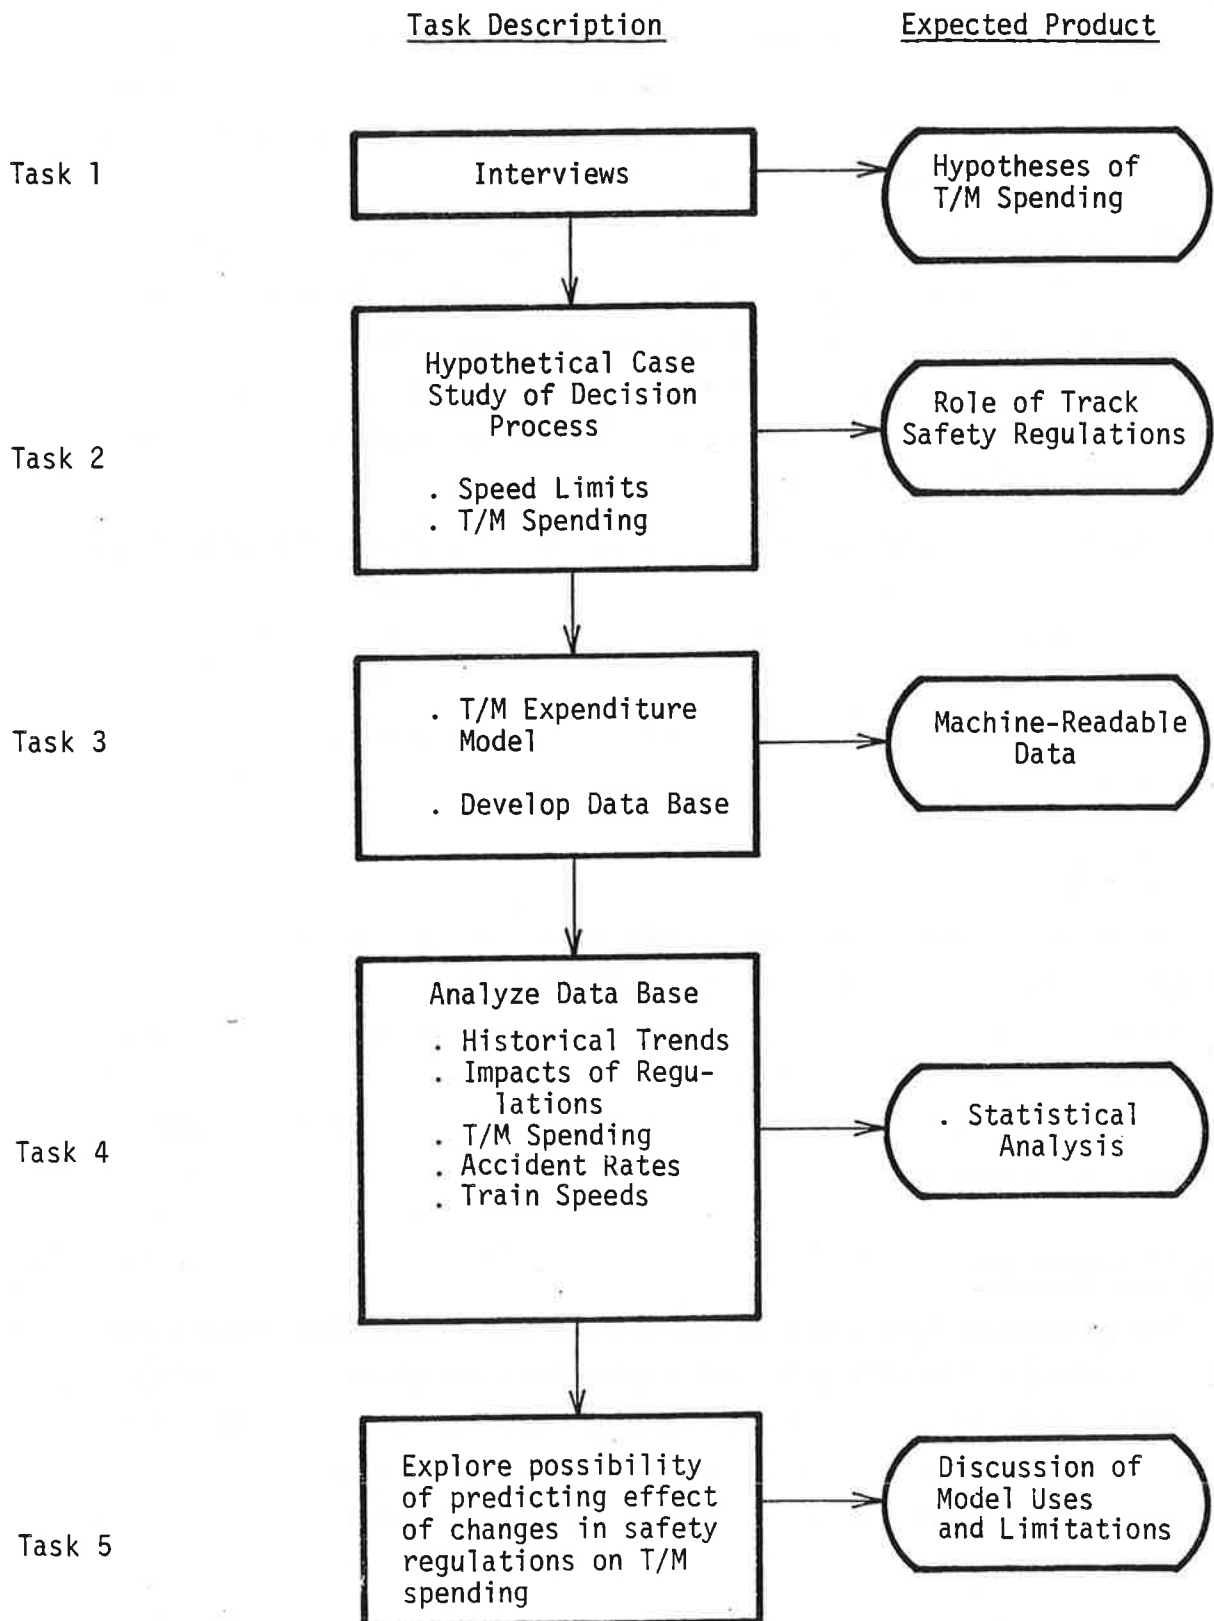 Task Description
Expected Product
Task 1
Interviews
Hypotheses of
T/M Spending
Task 2
Hypothetical Case
Study of Decision
Process
. Speed Limits
. T/M Spending
Role of Track
Safety Regulations
Task 3
. T/M Expenditure
Model
. Develop Data Base
Machine-Readable
Data
Task 4
Analyze Data Base
. Historical Trends
. Impacts of Regu-
lations
. T/M Spending
. Accident Rates
. Train Speeds
. Statistical
Analysis
Task 5
Explore possibility
of predicting effect
of changes in safety
regulations on T/M
spending
Discussion of
Model Uses
and Limitations